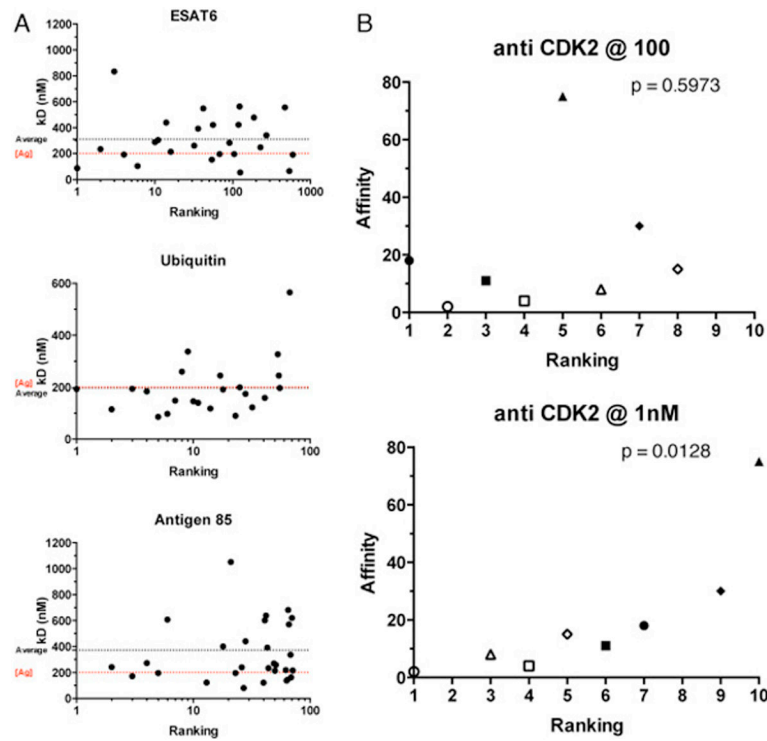 A
ESAT6
1200
1000
800
600
400
200
0
kD (nM)
Average
[Ag]
1
10
100
1000
Ranking
Ubiquitin
600
400
200
0
kD (nM)
[Ag]
Average
1
10
100
Ranking
Antigen 85
1200
1000
800
600
400
200
0
kD (nM)
Average
[Ag]
1
10
100
Ranking
B
anti CDK2 @ 100
p = 0.5973
80
60
40
20
0
Affinity
1 2 3 4 5 6 7 8 9 10
Ranking
anti CDK2 @ 1nM
p = 0.0128
80
60
40
20
0
Affinity
1 2 3 4 5 6 7 8 9 10
Ranking